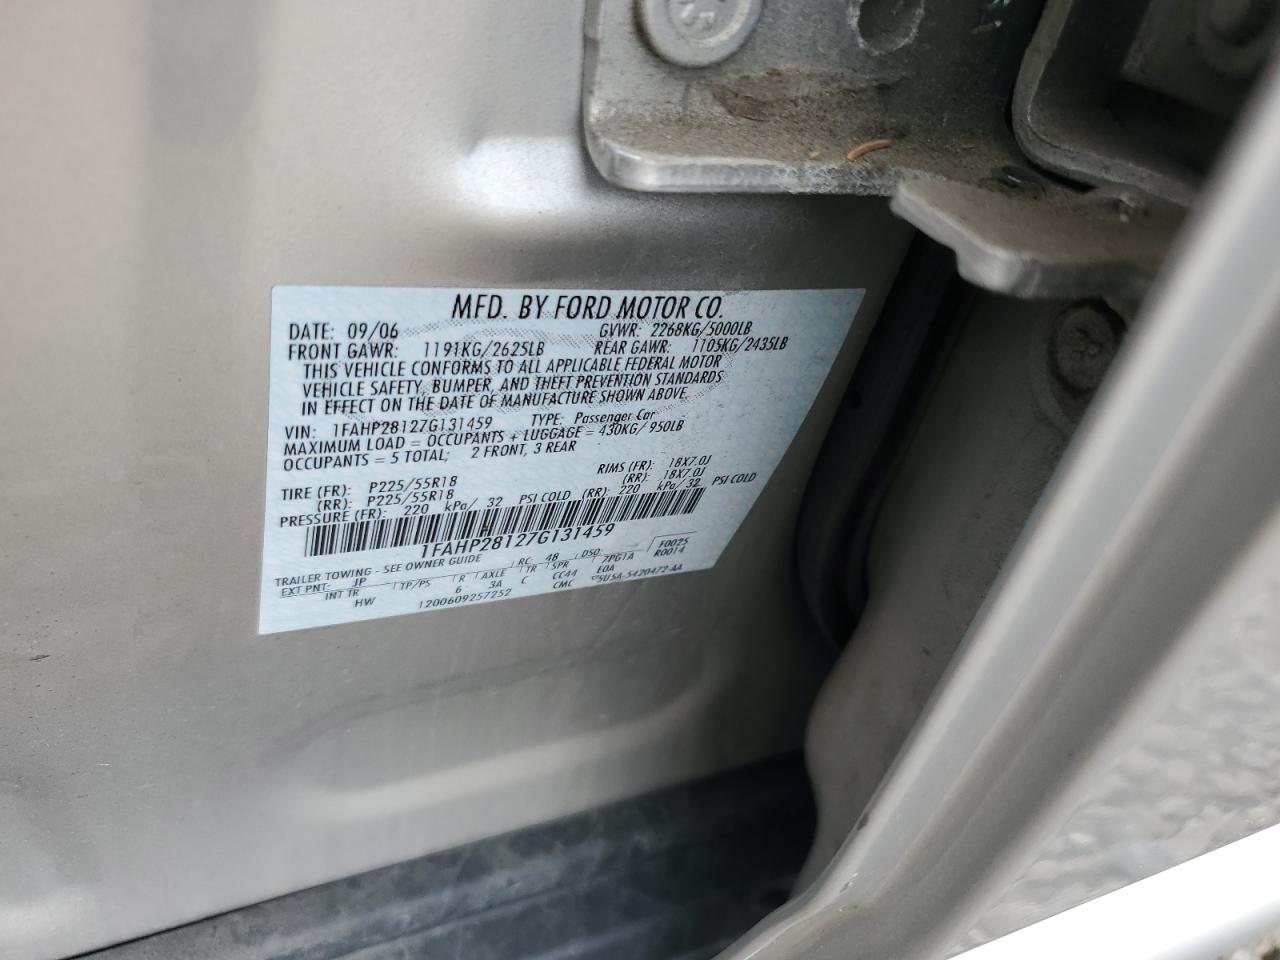 MFD. BY FORD MOTOR CO.
DATE: 09/06 GVWR: 2268KG/5000LB
FRONT GAWR: 1191KG/2625LB REAR GAWR: 1105KG/2435LB
THIS VEHICLE CONFORMS TO ALL APPLICABLE FEDERAL MOTOR
VEHICLE SAFETY, BUMPER, AND THEFT PREVENTION STANDARDS
IN EFFECT ON THE DATE OF MANUFACTURE SHOWN ABOVE.
VIN: 1FAHP28127G131459 TYPE: Passenger Car
MAXIMUM LOAD = OCCUPANTS + LUGGAGE = 430KG/950LB
OCCUPANTS = 5 TOTAL; 2 FRONT, 3 REAR
TIRE (FR): P225/55R18 RIMS (FR): 18X7.0J
(RR): P225/55R18 (RR): 18X7.0J
PRESSURE (FR): 220 kPa/ 32 PSI COLD (RR): 220 kPa/ 32 PSI COLD
1FAHP28127G131459
F0025
R0014
TRAILER TOWING - SEE OWNER GUIDE
EXT PNT: JP RC: 4B DSO: 7PG1A
INT TR TP/PS R AXLE TR SPR
HW 6 3A C CC44 E0A
1200609257252 CMC 5U5A-5420472-AA